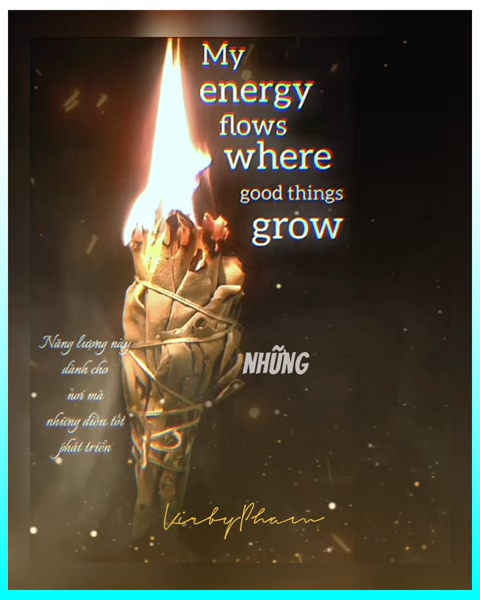 My
energy
flows
where
good things
grow
Năng lượng này
dành cho
nơi mà
những điều tốt
phát triển
NHỮNG
VirbyPham